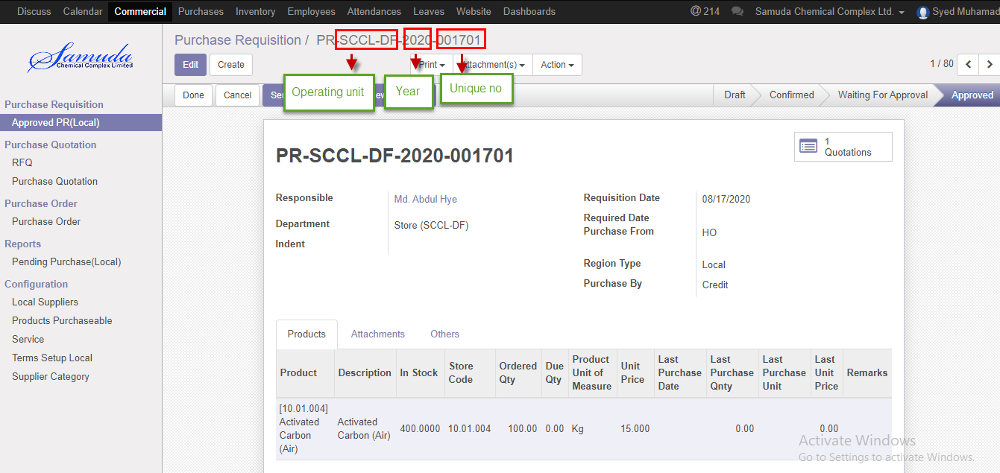 Discuss Calendar Commercial Purchases Inventory Employees Attendances Leaves Website Dashboards @ 214 Samuda Chemical Complex Ltd. Syed Muhamad
Samuda
Chemical Complex Limited
Purchase Requisition / PR-SCCL-DF-2020-001701
Edit Create Print Attachment(s) Action 1 / 80
Done Cancel Operating unit Year Unique no Draft Confirmed Waiting For Approval Approved
Purchase Requisition
Approved PR(Local)
Purchase Quotation
RFQ
Purchase Quotation
Purchase Order
Purchase Order
Reports
Pending Purchase(Local)
Configuration
Local Suppliers
Products Purchaseable
Service
Terms Setup Local
Supplier Category
1
Quotations
PR-SCCL-DF-2020-001701
Responsible Md. Abdul Hye
Department Store (SCCL-DF)
Indent
Requisition Date 08/17/2020
Required Date
Purchase From HO
Region Type Local
Purchase By Credit
Products Attachments Others
Product Description In Stock Store Code Ordered Qty Due Qty Product Unit of Measure Unit Price Last Purchase Date Last Purchase Qnty Last Purchase Unit Last Unit Price Remarks
[10.01.004] Activated Carbon (Air) Activated Carbon (Air) 400.0000 10.01.004 100.00 0.00 Kg 15.000 0.00 0.00
Activate Windows
Go to Settings to activate Windows.